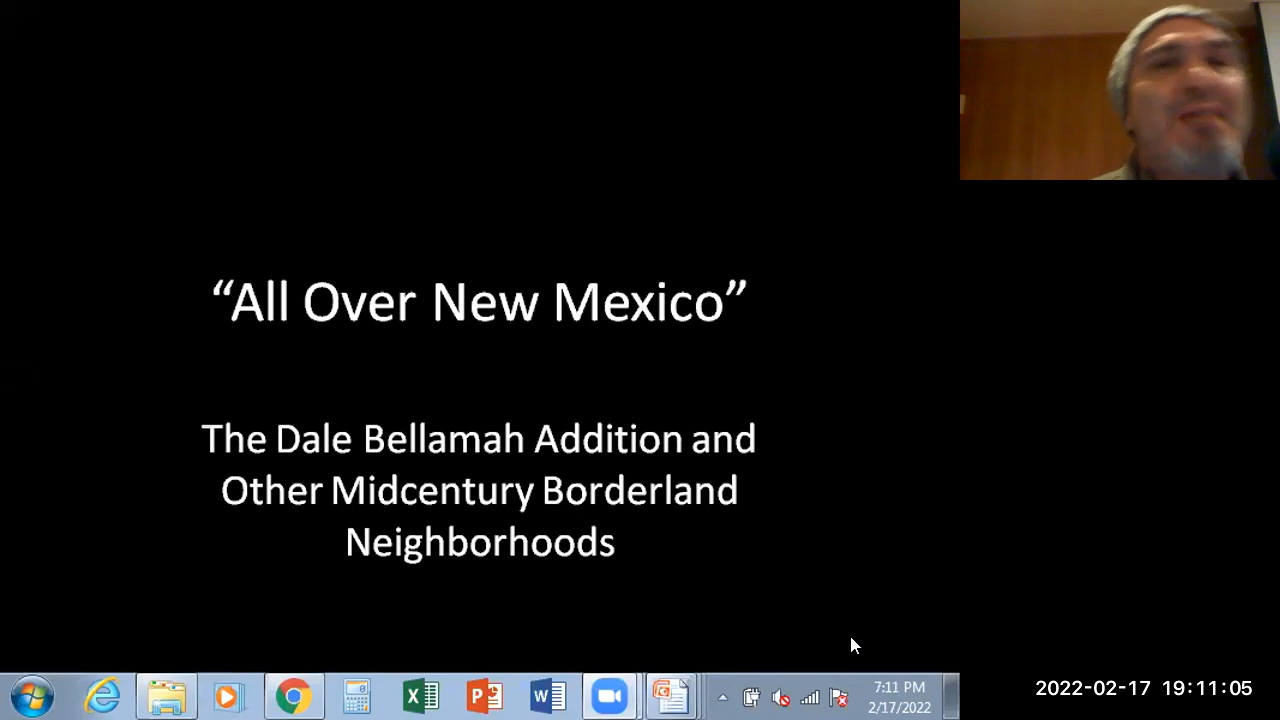 “All Over New Mexico”
The Dale Bellamah Addition and
Other Midcentury Borderland
Neighborhoods
7:11 PM
2/17/2022
2022-02-17 19:11:05